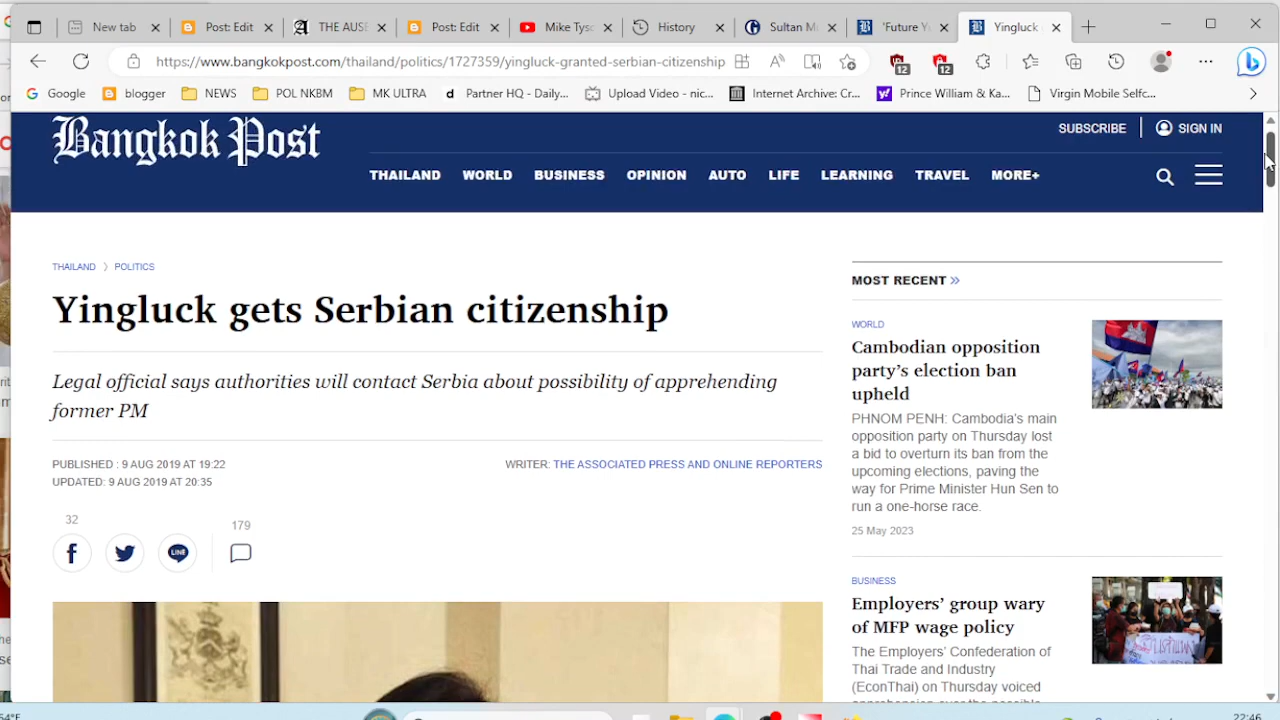 New tab
Post: Edit
THE AUSE
Post: Edit
Mike Tyso
History
Sultan Mu
'Future Yo
Yingluck
https://www.bangkokpost.com/thailand/politics/1727359/yingluck-granted-serbian-citizenship
12
12
Google
blogger
NEWS
POL NKBM
MK ULTRA
Partner HQ - Daily...
Upload Video - nic...
Internet Archive: Cr...
Prince William & Ka...
Virgin Mobile Selfc...
Bangkok Post
SUBSCRIBE
SIGN IN
THAILAND WORLD BUSINESS OPINION AUTO LIFE LEARNING TRAVEL MORE+
THAILAND > POLITICS
Yingluck gets Serbian citizenship
Legal official says authorities will contact Serbia about possibility of apprehending
former PM
PUBLISHED : 9 AUG 2019 AT 19:22
UPDATED: 9 AUG 2019 AT 20:35
WRITER: THE ASSOCIATED PRESS AND ONLINE REPORTERS
32
179
LINE
MOST RECENT »
WORLD
Cambodian opposition
party's election ban
upheld
PHNOM PENH: Cambodia's main
opposition party on Thursday lost
a bid to overturn its ban from the
upcoming elections, paving the
way for Prime Minister Hun Sen to
run a one-horse race.
25 May 2023
BUSINESS
Employers' group wary
of MFP wage policy
The Employers' Confederation of
Thai Trade and Industry
(EconThai) on Thursday voiced
22:46